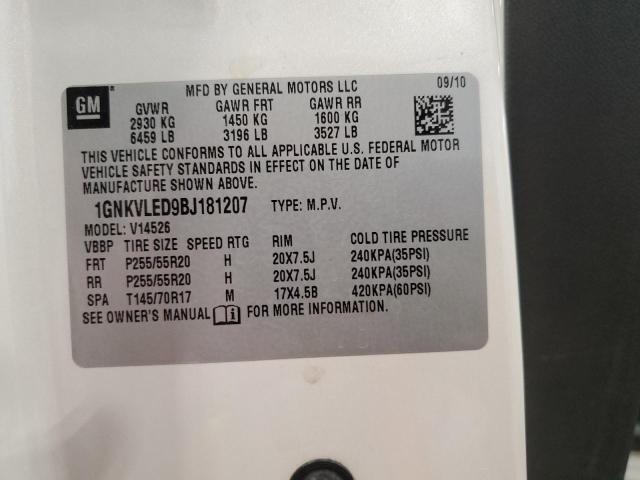 GM
MFD BY GENERAL MOTORS LLC 09/10
GVWR GAWR FRT GAWR RR
2930 KG 1450 KG 1600 KG
6459 LB 3196 LB 3527 LB
THIS VEHICLE CONFORMS TO ALL APPLICABLE U.S. FEDERAL MOTOR
VEHICLE SAFETY STANDARDS IN EFFECT ON THE DATE OF
MANUFACTURE SHOWN ABOVE.
1GNKVLED9BJ181207 TYPE: M.P.V.
MODEL: V14526
VBBP TIRE SIZE SPEED RTG RIM COLD TIRE PRESSURE
FRT P255/55R20 H 20X7.5J 240KPA(35PSI)
RR P255/55R20 H 20X7.5J 240KPA(35PSI)
SPA T145/70R17 M 17X4.5B 420KPA(60PSI)
SEE OWNER'S MANUAL i FOR MORE INFORMATION.